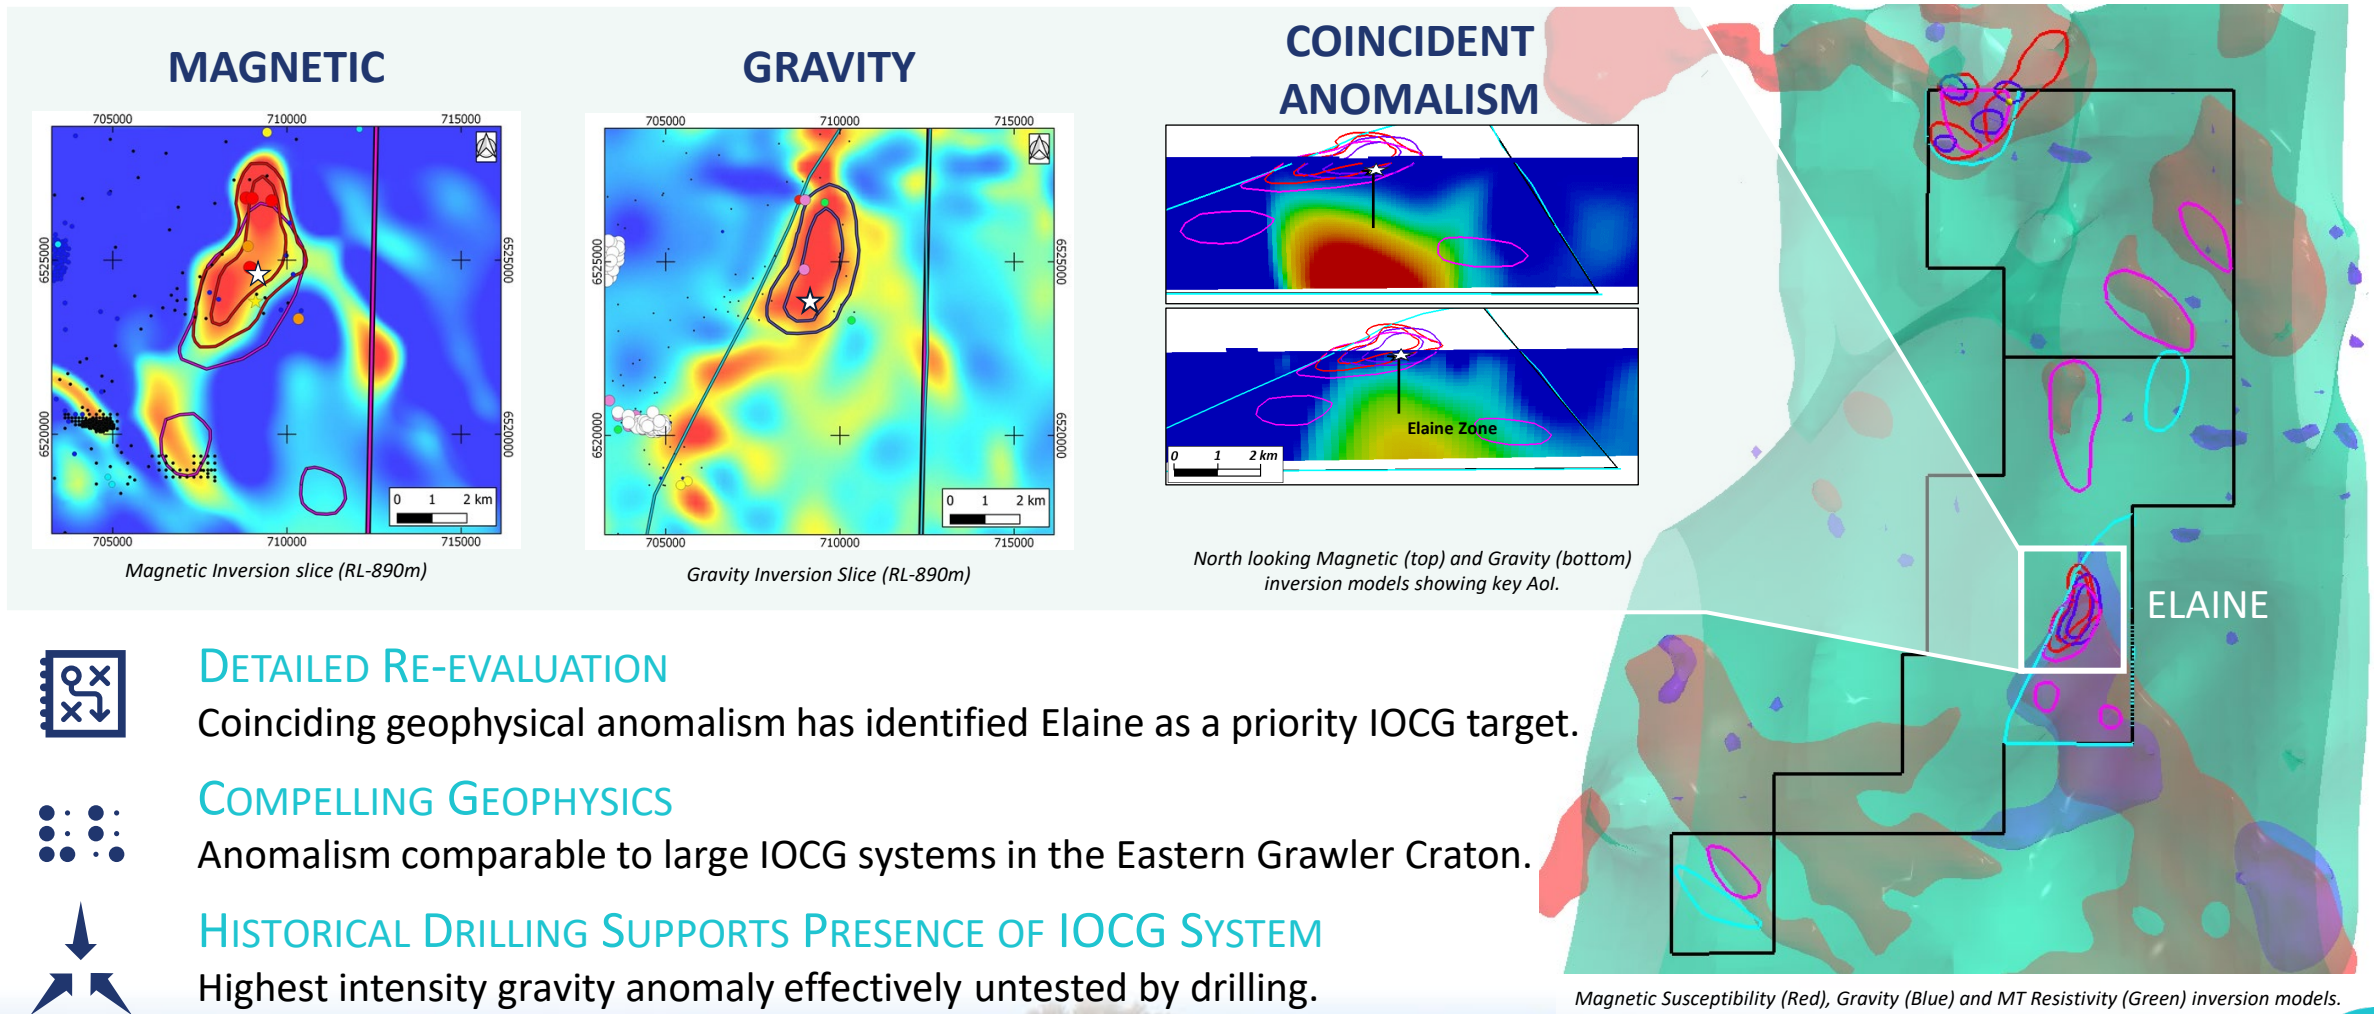 MAGNETIC
705000 710000 715000
6525000
6525000
6520000
6520000
0 1 2 km
705000 710000 715000
Magnetic Inversion slice (RL-890m)
GRAVITY
705000 710000 715000
6525000
6525000
6520000
6520000
0 1 2 km
705000 710000 715000
Gravity Inversion Slice (RL-890m)
COINCIDENT
ANOMALISM
Elaine Zone
0 1 2 km
North looking Magnetic (top) and Gravity (bottom)
inversion models showing key AoI.
ELAINE
DETAILED RE-EVALUATION
Coinciding geophysical anomalism has identified Elaine as a priority IOCG target.
COMPELLING GEOPHYSICS
Anomalism comparable to large IOCG systems in the Eastern Grawler Craton.
HISTORICAL DRILLING SUPPORTS PRESENCE OF IOCG SYSTEM
Highest intensity gravity anomaly effectively untested by drilling.
Magnetic Susceptibility (Red), Gravity (Blue) and MT Resistivity (Green) inversion models.